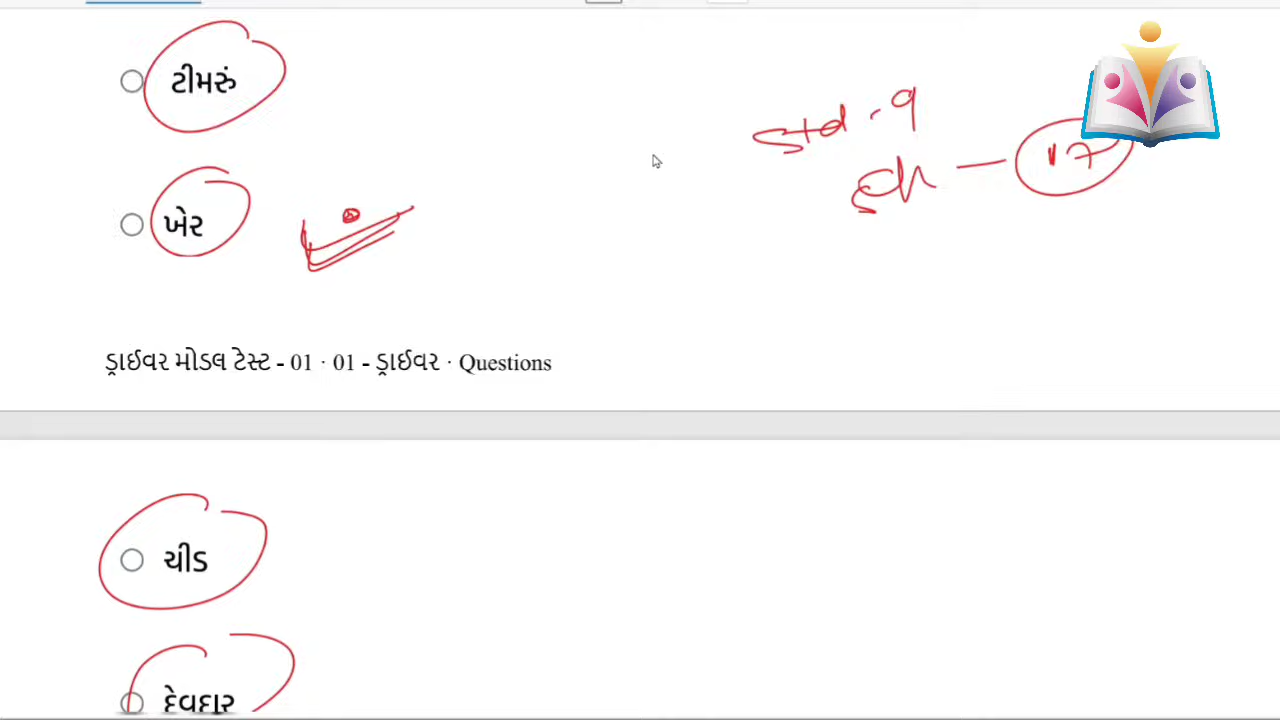 ટીમરું
Std - 9
ch - 17
ખેર
ડ્રાઈવર મોડલ ટેસ્ટ - 01 · 01 - ડ્રાઈવર · Questions
ચીડ
દેવદાર